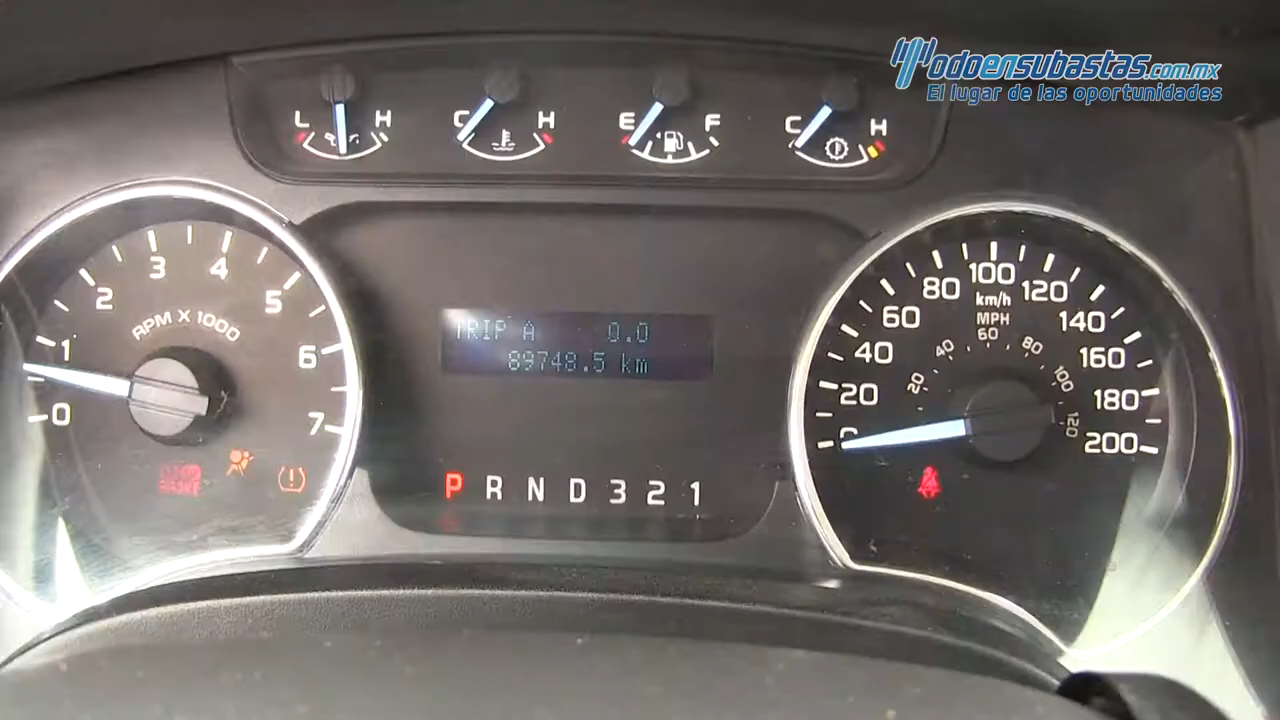 Todoensubastas.com.mx
El lugar de las oportunidades
L H
C H
E F
C H
0 1 2 3 4 5 6 7
RPM X 1000
TRIP A 0.0
89748.5 km
P R N D 3 2 1
0 20 40 60 80 100 120 140 160 180 200
km/h
MPH
20 40 60 80 100 120
BRAKE